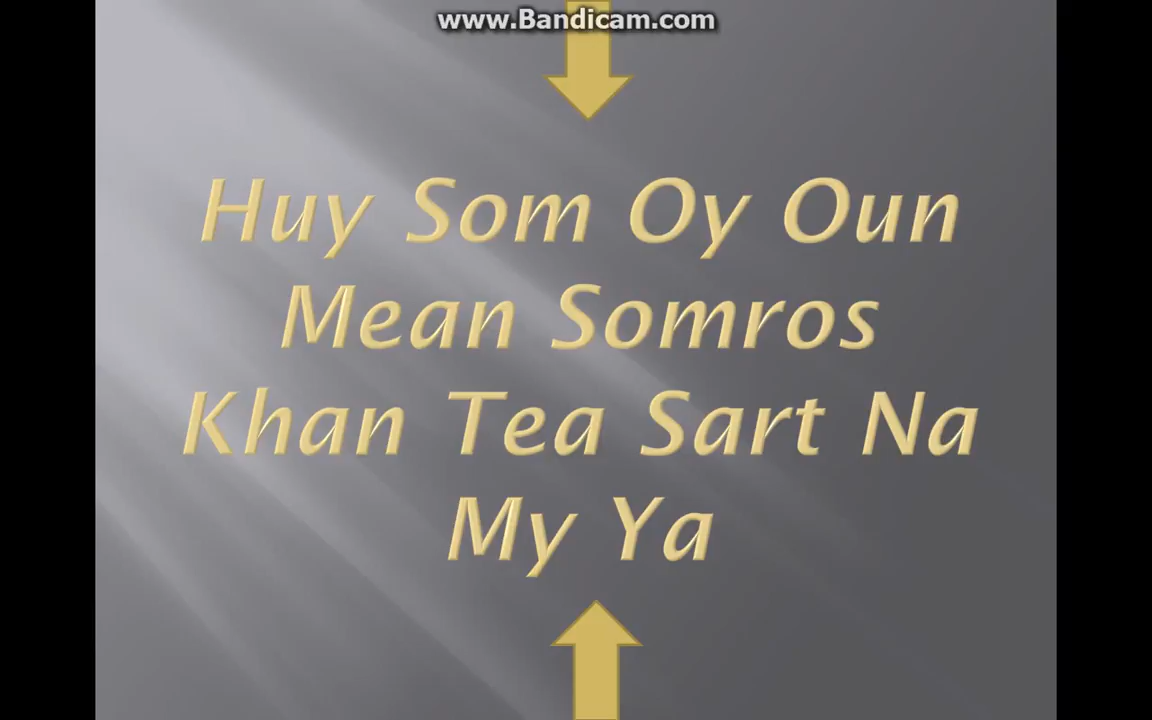 www.Bandicam.com
Huy Som Oy Oun
Mean Somros
Khan Tea Sart Na
My Ya